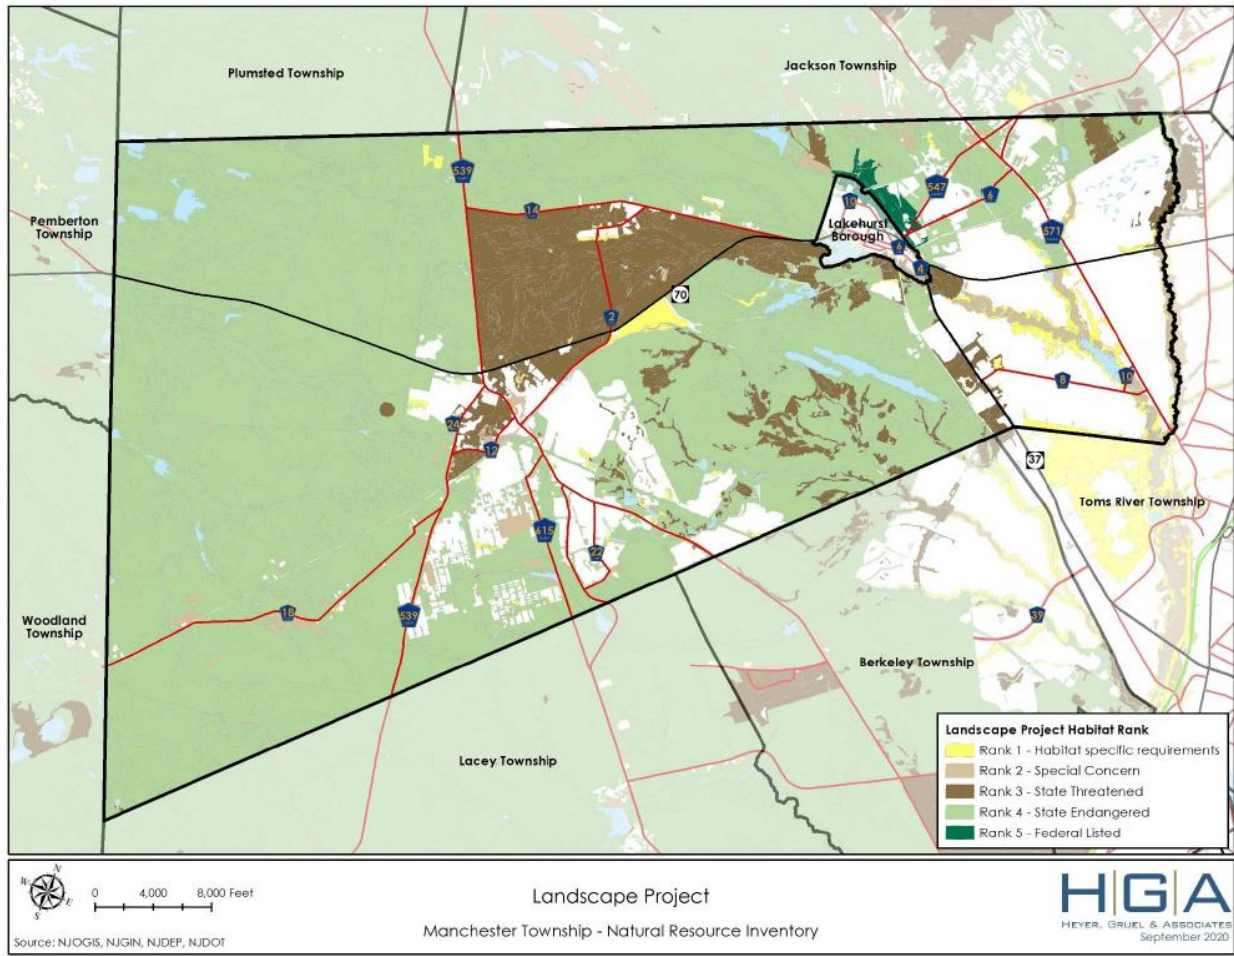 Plumsted Township
Jackson Township
539
14
10
547
6
Pemberton
Township
Lakehurst
Borough
571
6
4
70
2
8
10
24
12
37
Toms River Township
615
22
18
539
39
Woodland
Township
Berkeley Township
Lacey Township
Landscape Project Habitat Rank
Rank 1 - Habitat specific requirements
Rank 2 - Special Concern
Rank 3 - State Threatened
Rank 4 - State Endangered
Rank 5 - Federal Listed
N
W
E
S
0 4,000 8,000 Feet
Source: NJOGIS, NJGIN, NJDEP, NJDOT
Landscape Project
Manchester Township - Natural Resource Inventory
H|G|A
HEYER, GRUEL & ASSOCIATES
September 2020